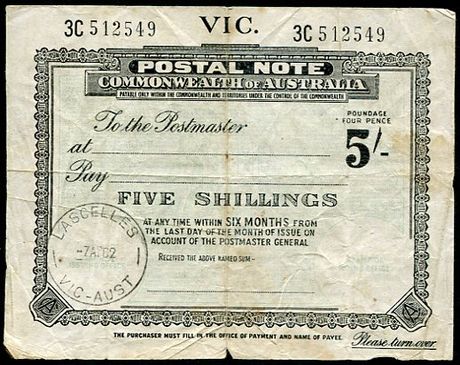 VIC.
3C 512549 3C 512549
POSTAL NOTE
COMMONWEALTH OF AUSTRALIA
PAYABLE ONLY WITHIN THE COMMONWEALTH AND TERRITORIES UNDER THE CONTROL OF THE COMMONWEALTH
POUNDAGE
FOUR PENCE
5/-
To the Postmaster
at
Pay
FIVE SHILLINGS
AT ANY TIME WITHIN SIX MONTHS FROM
THE LAST DAY OF THE MONTH OF ISSUE ON
ACCOUNT OF THE POSTMASTER GENERAL
RECEIVED THE ABOVE NAMED SUM-
LASCELLES
-7AP62
VIC-AUST
A A
THE PURCHASER MUST FILL IN THE OFFICE OF PAYMENT AND NAME OF PAYEE.
Please turn over.